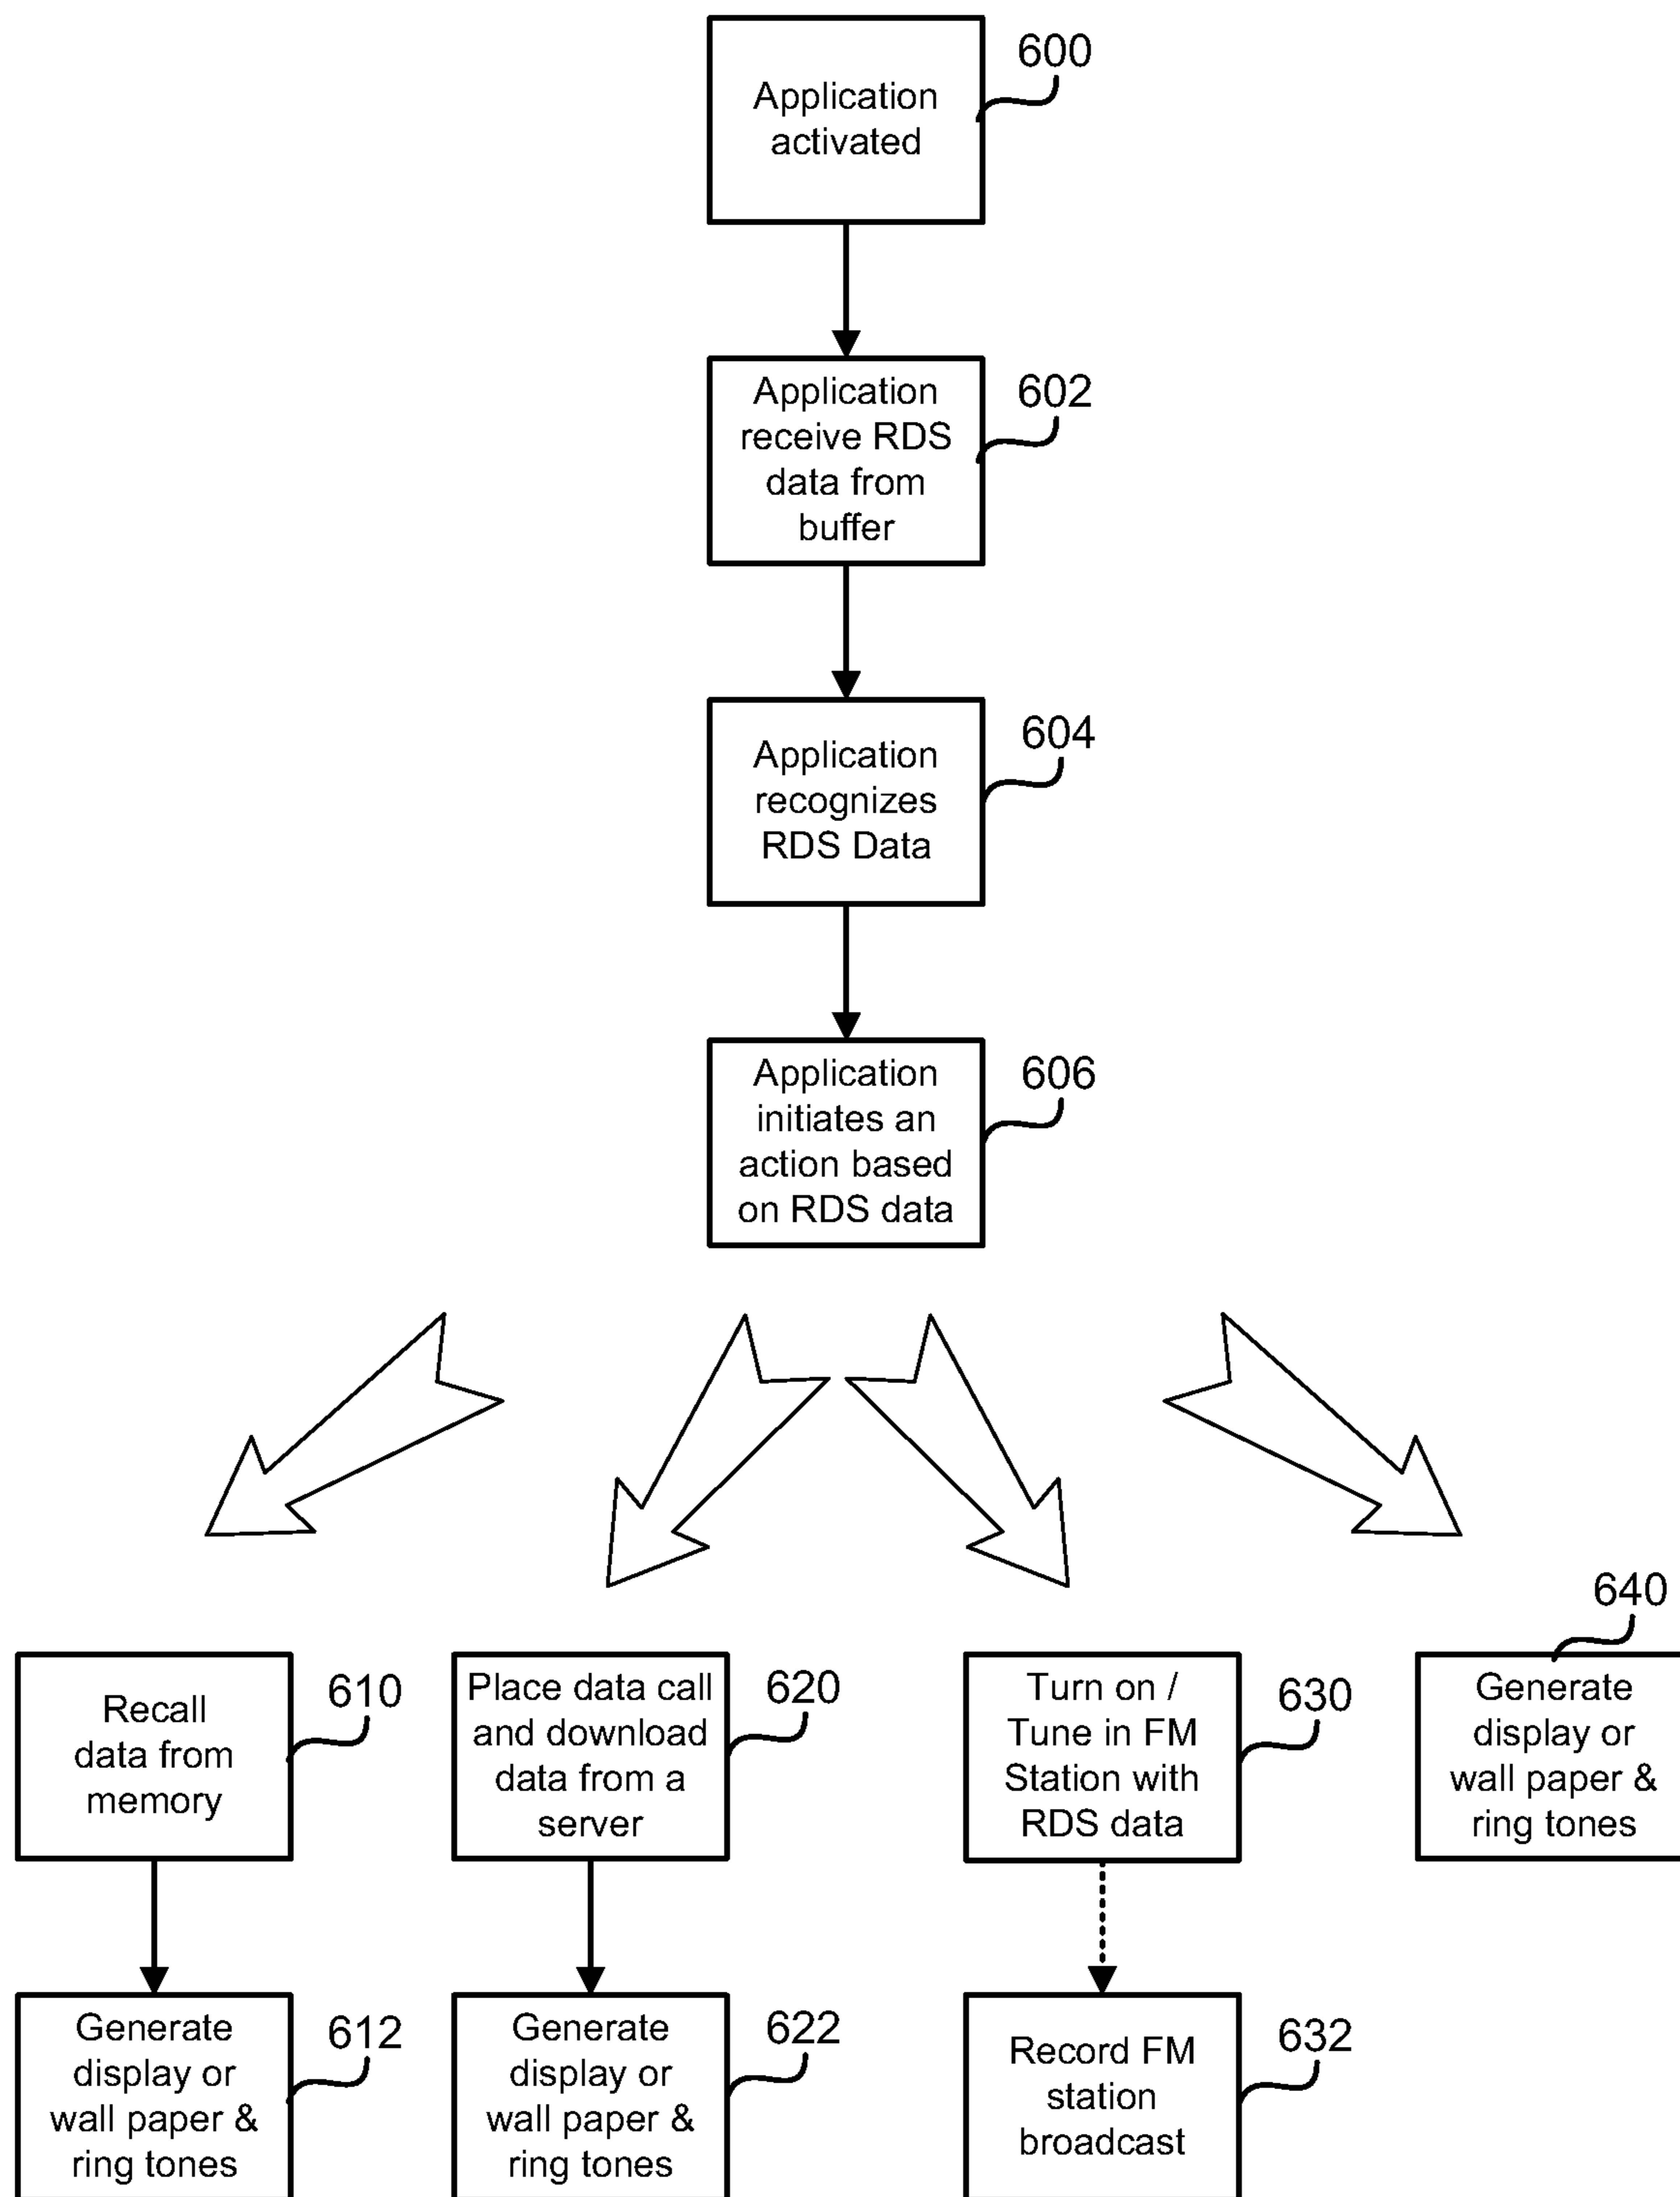 Application
activated
600
Application
receive RDS
data from
buffer
602
Application
recognizes
RDS Data
604
Application
initiates an
action based
on RDS data
606
Recall
data from
memory
610
Place data call
and download
data from a
server
620
Turn on /
Tune in FM
Station with
RDS data
630
640
Generate
display or
wall paper &
ring tones
Generate
display or
wall paper &
ring tones
612
Generate
display or
wall paper &
ring tones
622
Record FM
station
broadcast
632